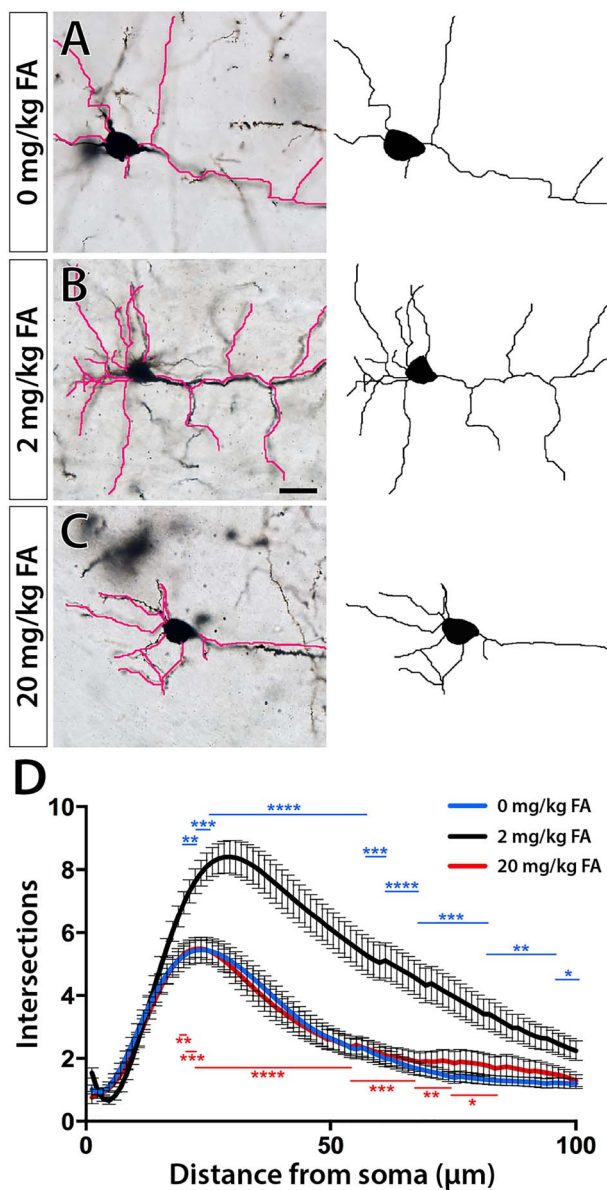 A
0 mg/kg FA
B
2 mg/kg FA
C
20 mg/kg FA
D
10
8
6
4
2
0
Intersections
0
50
100
Distance from soma (µm)
0 mg/kg FA
2 mg/kg FA
20 mg/kg FA
****
***
**
***
****
***
**
*
**
***
****
***
**
*